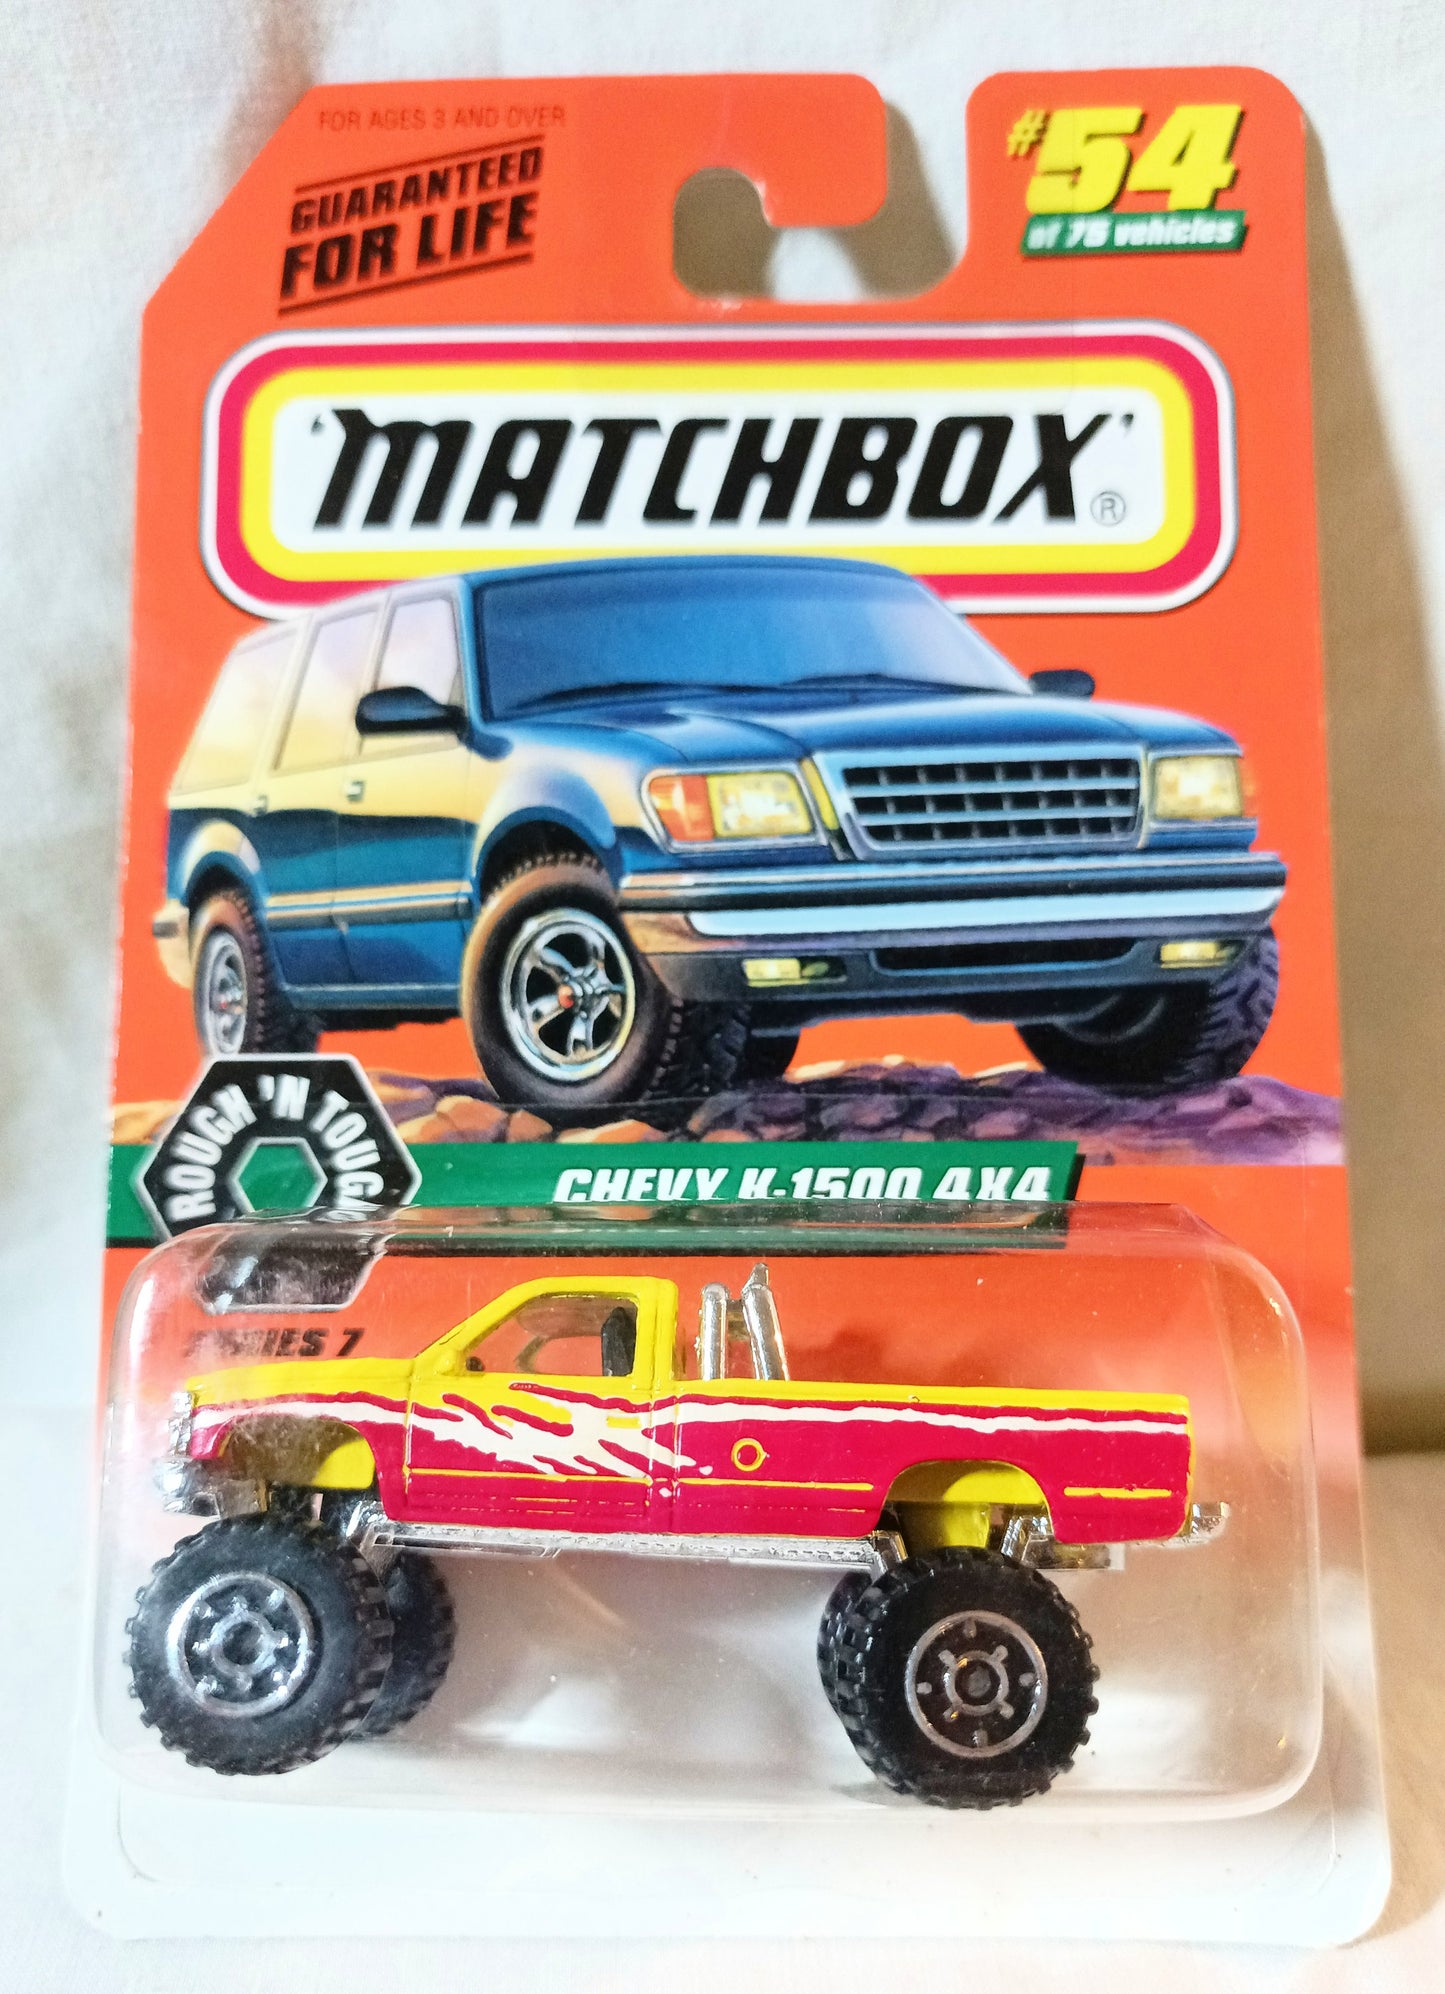 FOR AGES 3 AND OVER
GUARANTEED
FOR LIFE
#54
of 75 vehicles
'MATCHBOX'®
ROUGH 'N TOUGH
CHEVY K-1500 4X4
SERIES 7